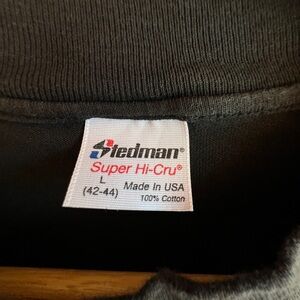 Stedman®
Super Hi-Cru®
L
(42-44) Made In USA
100% Cotton